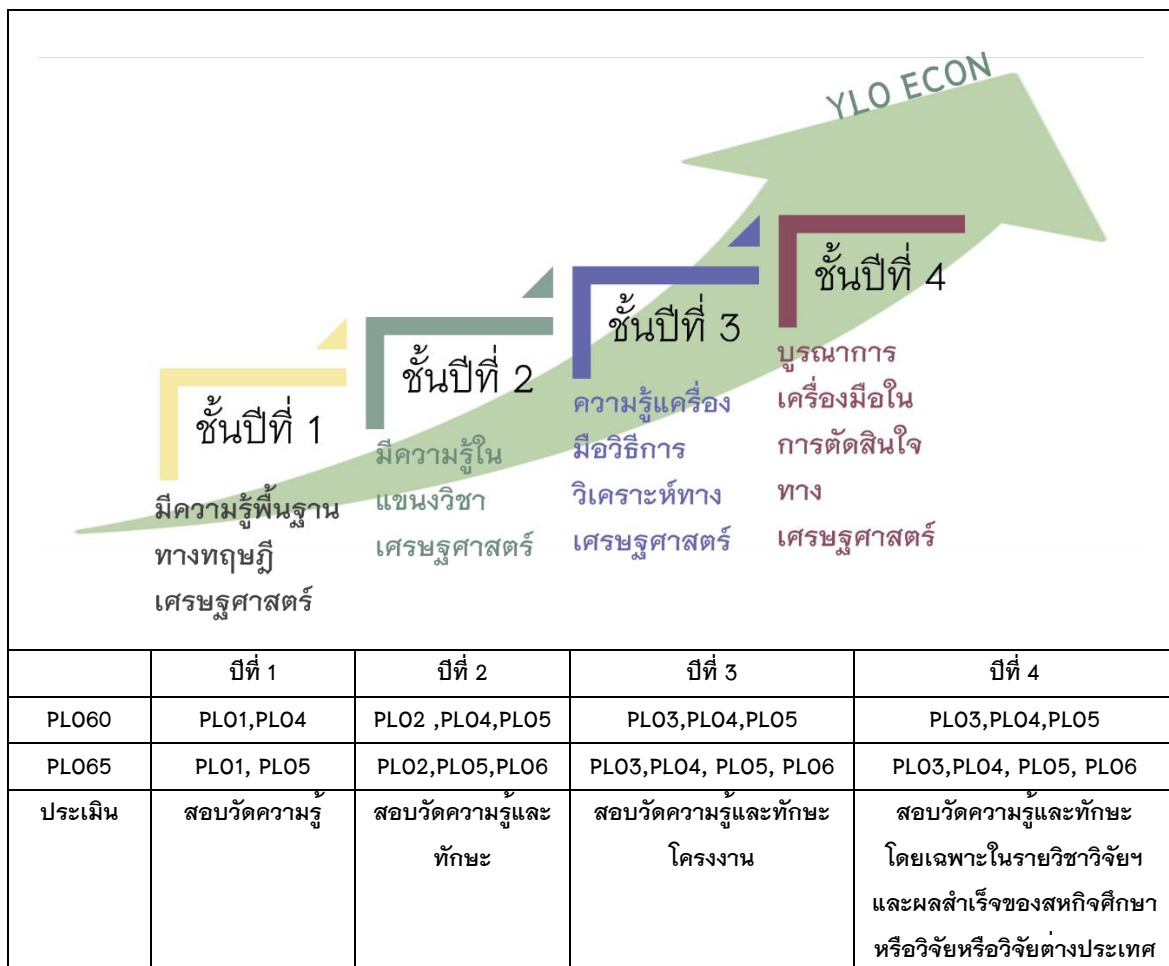 YLO ECON
ชั้นปีที่ 1
มีความรู้พื้นฐาน
ทางทฤษฎี
เศรษฐศาสตร์
ชั้นปีที่ 2
มีความรู้ใน
แขนงวิชา
เศรษฐศาสตร์
ชั้นปีที่ 3
ความรู้เครื่อง
มือวิธีการ
วิเคราะห์ทาง
เศรษฐศาสตร์
ชั้นปีที่ 4
บูรณาการ
เครื่องมือใน
การตัดสินใจ
ทาง
เศรษฐศาสตร์
ปีที่ 1 ปีที่ 2 ปีที่ 3 ปีที่ 4
PLO60 PLO1,PLO4 PLO2 ,PLO4,PLO5 PLO3,PLO4,PLO5 PLO3,PLO4,PLO5
PLO65 PLO1, PLO5 PLO2,PLO5,PLO6 PLO3,PLO4, PLO5, PLO6 PLO3,PLO4, PLO5, PLO6
ประเมิน สอบวัดความรู้ สอบวัดความรู้และ สอบวัดความรู้และทักษะ สอบวัดความรู้และทักษะ
ทักษะ โครงงาน โดยเฉพาะในรายวิชาวิจัยฯ
และผลสำเร็จของสหกิจศึกษา
หรือวิจัยหรือวิจัยต่างประเทศ